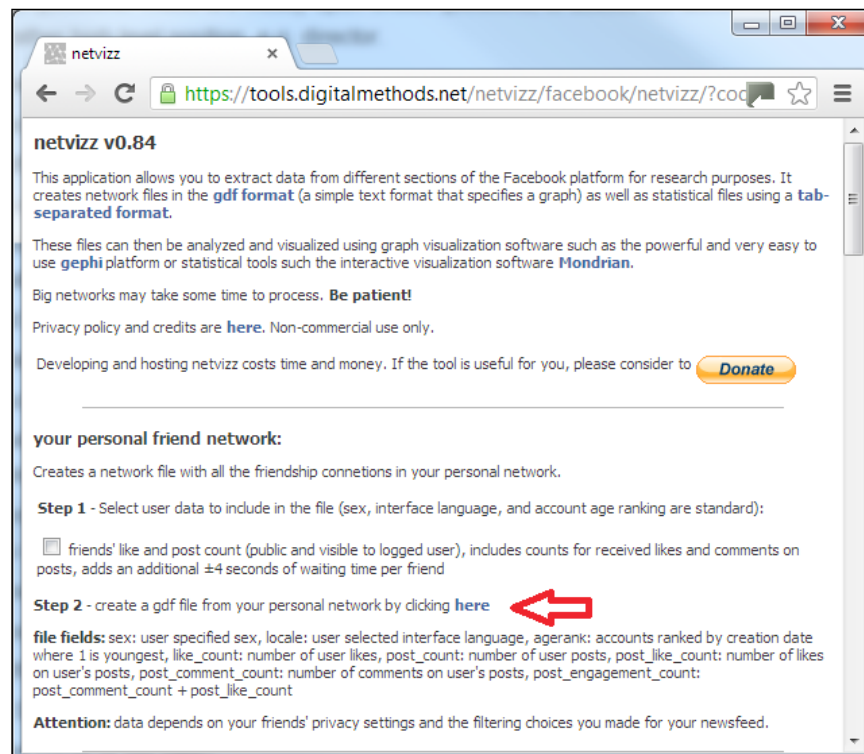 director
netvizz
https://tools.digitalmethods.net/netvizz/facebook/netvizz/?coc
netvizz v0.84
This application allows you to extract data from different sections of the Facebook platform for research purposes. It
creates network files in the gdf format (a simple text format that specifies a graph) as well as statistical files using a tab-
separated format.
These files can then be analyzed and visualized using graph visualization software such as the powerful and very easy to
use gephi platform or statistical tools such the interactive visualization software Mondrian.
Big networks may take some time to process. Be patient!
Privacy policy and credits are here. Non-commercial use only.
Developing and hosting netvizz costs time and money. If the tool is useful for you, please consider to Donate
your personal friend network:
Creates a network file with all the friendship connetions in your personal network.
Step 1 - Select user data to include in the file (sex, interface language, and account age ranking are standard):
friends' like and post count (public and visible to logged user), includes counts for received likes and comments on
posts, adds an additional ±4 seconds of waiting time per friend
Step 2 - create a gdf file from your personal network by clicking here
file fields: sex: user specified sex, locale: user selected interface language, agerank: accounts ranked by creation date
where 1 is youngest, like_count: number of user likes, post_count: number of user posts, post_like_count: number of likes
on user's posts, post_comment_count: number of comments on user's posts, post_engagement_count:
post_comment_count + post_like_count
Attention: data depends on your friends' privacy settings and the filtering choices you made for your newsfeed.